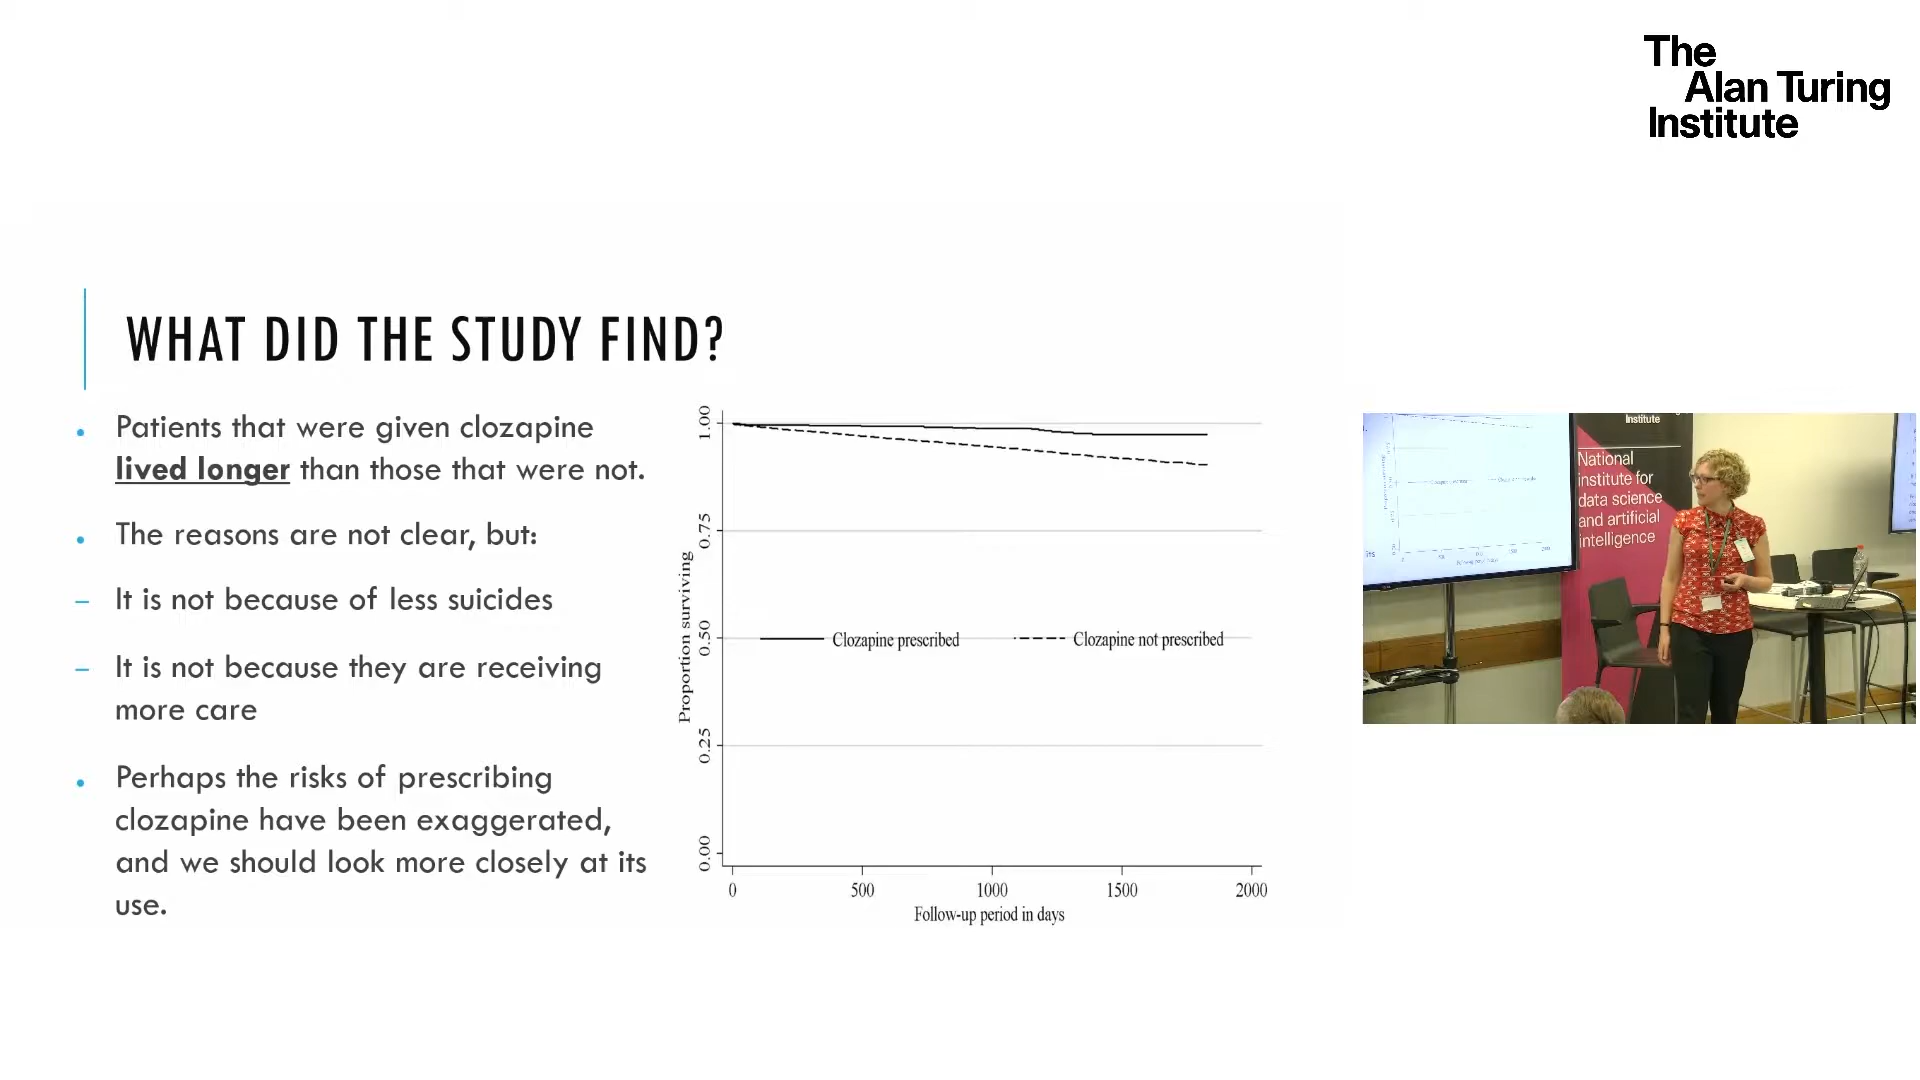 The
Alan Turing
Institute
WHAT DID THE STUDY FIND?
Patients that were given clozapine
lived longer than those that were not.
The reasons are not clear, but:
It is not because of less suicides
It is not because they are receiving
more care
Perhaps the risks of prescribing
clozapine have been exaggerated,
and we should look more closely at its
use.
Proportion surviving
1.00
0.75
0.50
0.25
0.00
Clozapine prescribed
Clozapine not prescribed
0 500 1000 1500 2000
Follow-up period in days
Institute
National
institute for
data science
and artificial
intelligence
its